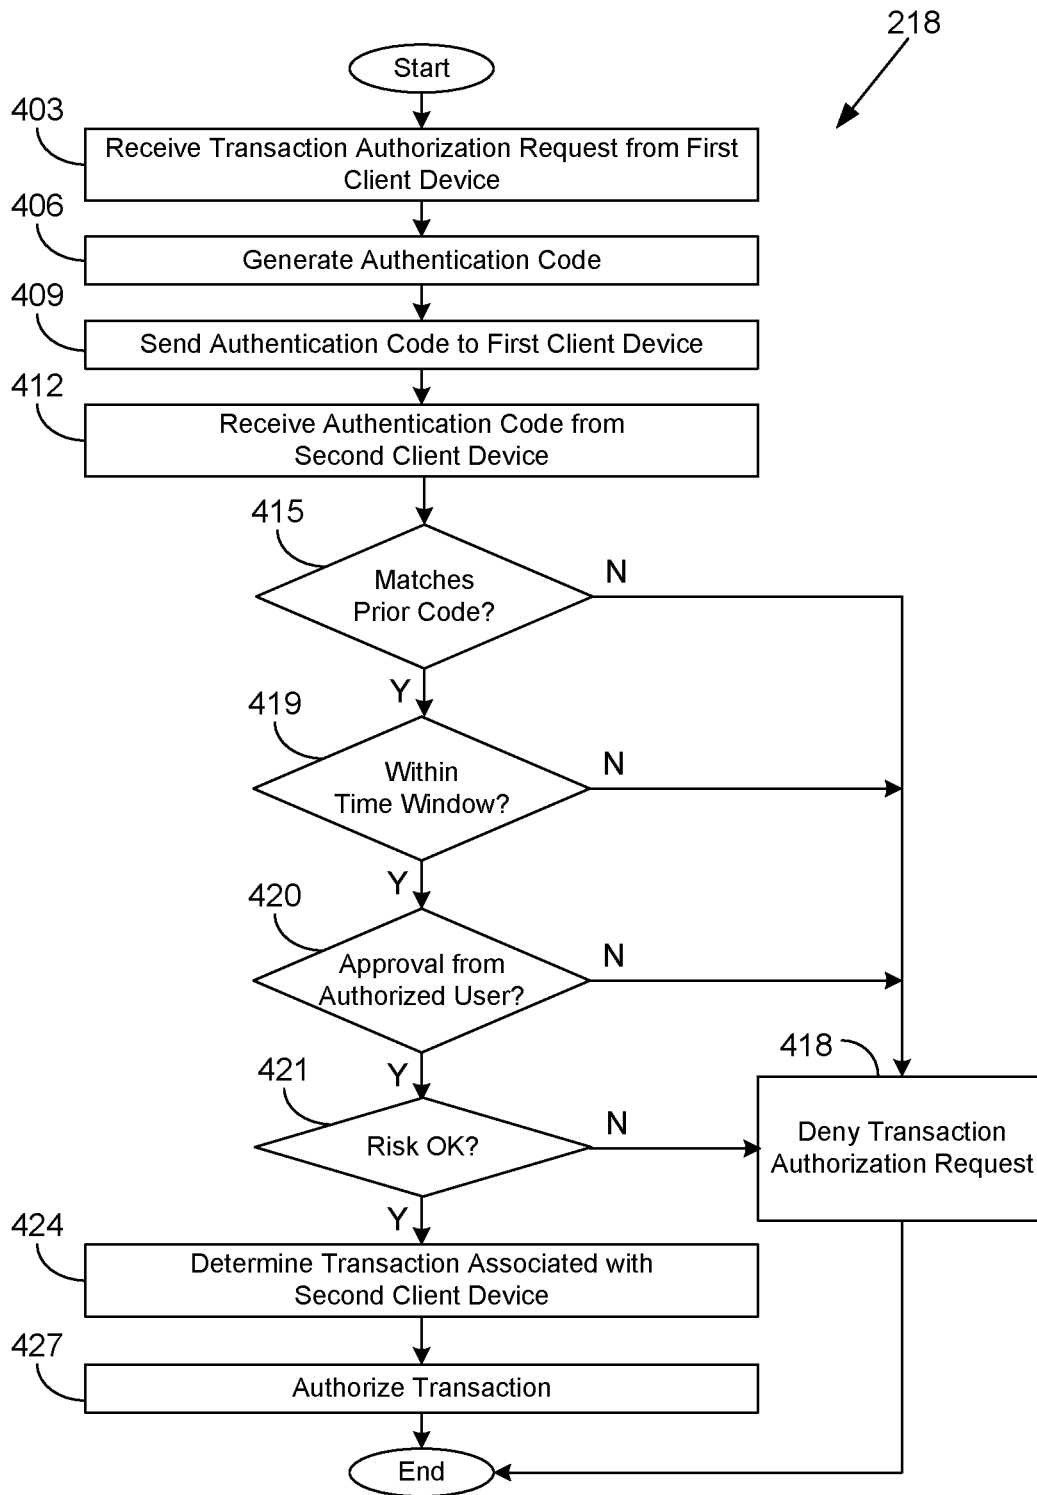 218
Start
403
Receive Transaction Authorization Request from First
Client Device
406
Generate Authentication Code
409
Send Authentication Code to First Client Device
412
Receive Authentication Code from
Second Client Device
415
Matches
Prior Code?
N
Y
419
Within
Time Window?
N
Y
420
Approval from
Authorized User?
N
Y
421
Risk OK?
N
418
Deny Transaction
Authorization Request
Y
424
Determine Transaction Associated with
Second Client Device
427
Authorize Transaction
End